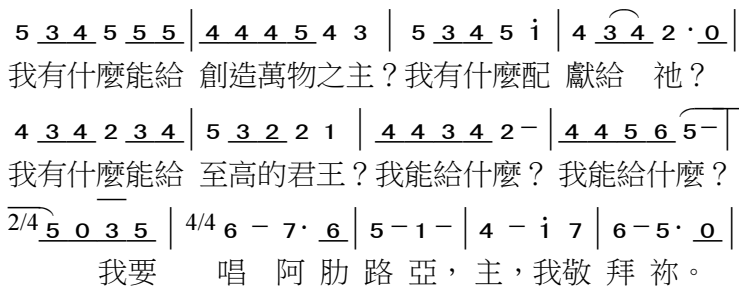 5 3 4 5 5 5 | 4 4 4 5 4 3 | 5 3 4 5 i | 4 3 4 2 · 0 |
我有什麼能給 創造萬物之主？我有什麼配 獻給 祂？
4 3 4 2 3 4 | 5 3 2 2 1 | 4 4 3 4 2 – | 4 4 5 6 5 – |
我有什麼能給 至高的君王？我能給什麼？ 我能給什麼？
2/4 5 0 3 5 | 4/4 6 – 7· 6 | 5 – 1 – | 4 – i 7 | 6 – 5· 0 |
我要 唱 阿 肋 路 亞，主，我敬 拜 祢。